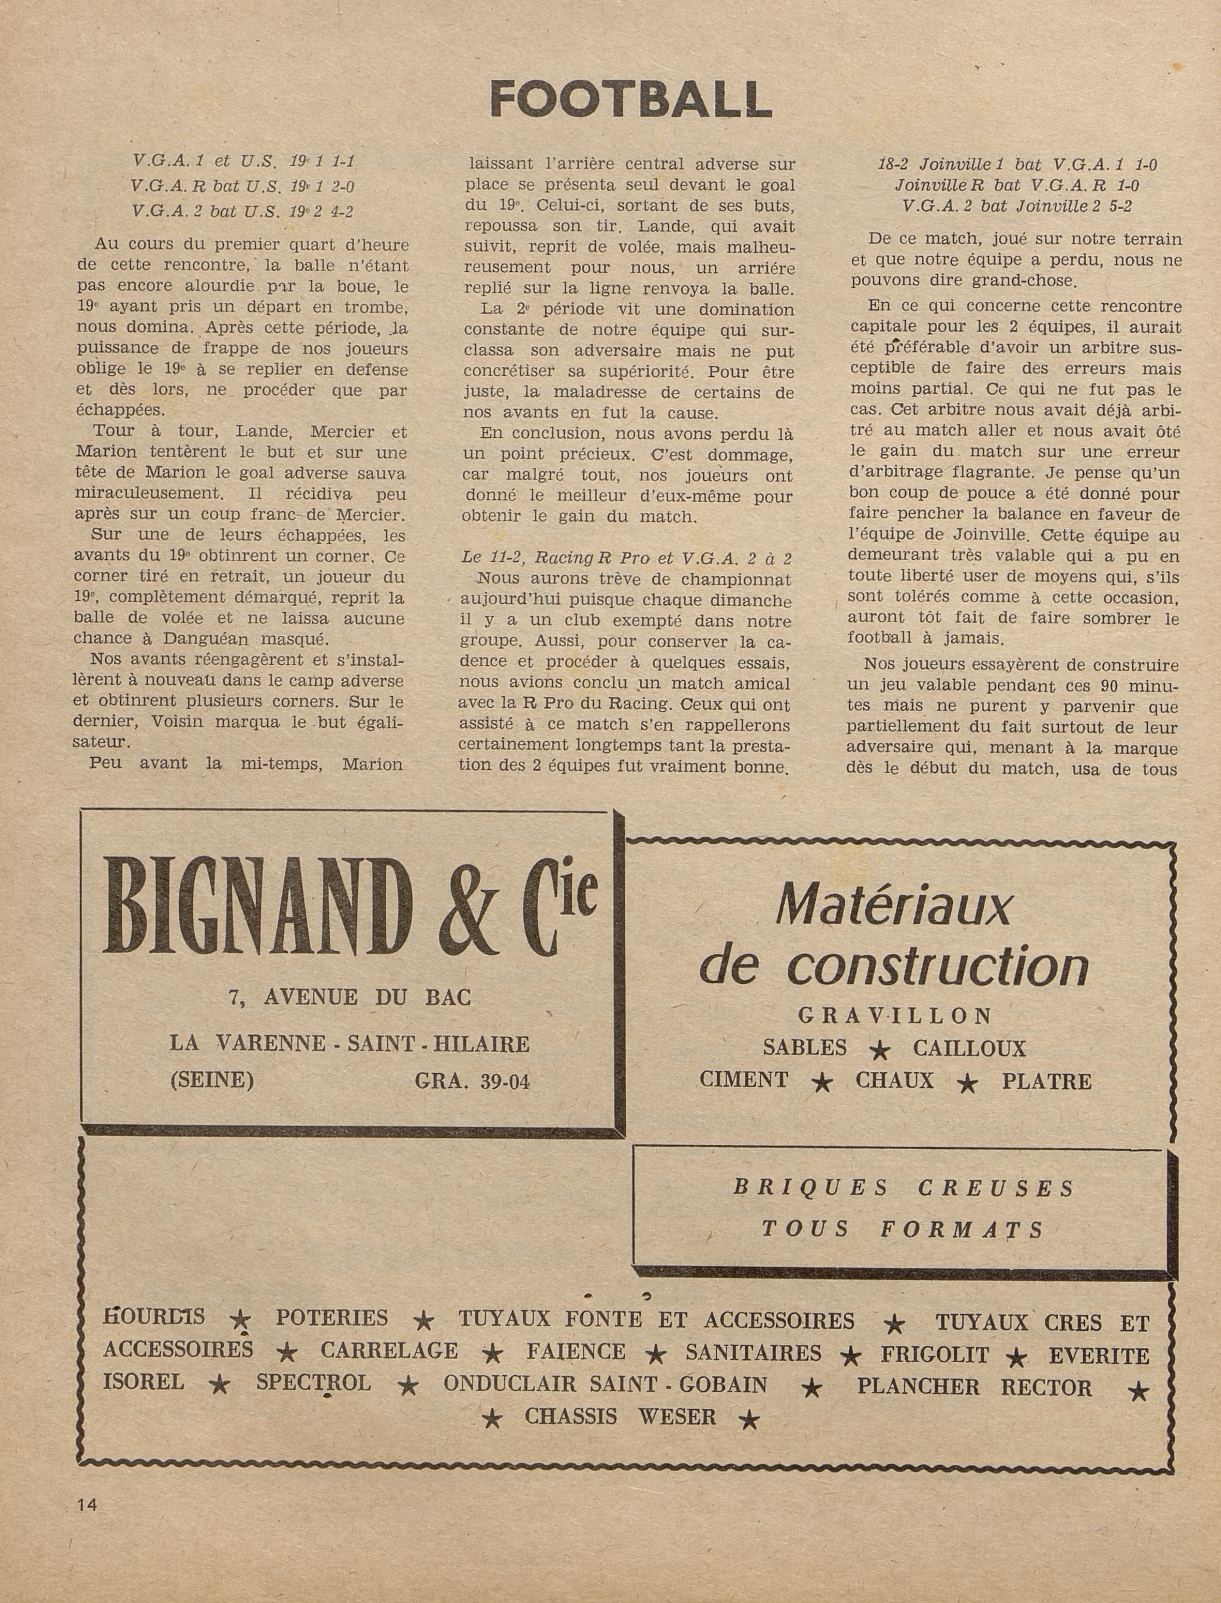 FOOTBALL
V.G.A. 1 et U.S. 19e 1 1-1
V.G.A. R bat U.S. 19e 1 2-0
V.G.A. 2 bat U.S. 19e 2 4-2
Au cours du premier quart d'heure
de cette rencontre, la balle n'étant
pas encore alourdie par la boue, le
19e ayant pris un départ en trombe,
nous domina. Après cette période, la
puissance de frappe de nos joueurs
oblige le 19e à se replier en defense
et dès lors, ne procéder que par
échappées.
Tour à tour, Lande, Mercier et
Marion tentèrent le but et sur une
tête de Marion le goal adverse sauva
miraculeusement. Il récidiva peu
après sur un coup franc de Mercier.
Sur une de leurs échappées, les
avants du 19e obtinrent un corner. Ce
corner tiré en retrait, un joueur du
19e, complètement démarqué, reprit la
balle de volée et ne laissa aucune
chance à Danguéan masqué.
Nos avants réengagèrent et s'instal-
lèrent à nouveau dans le camp adverse
et obtinrent plusieurs corners. Sur le
dernier, Voisin marqua le but égali-
sateur.
Peu avant la mi-temps, Marion
laissant l'arrière central adverse sur
place se présenta seul devant le goal
du 19e. Celui-ci, sortant de ses buts,
repoussa son tir. Lande, qui avait
suivit, reprit de volée, mais malheu-
reusement pour nous, un arriére
replié sur la ligne renvoya la balle.
La 2e période vit une domination
constante de notre équipe qui sur-
classa son adversaire mais ne put
concrétiser sa supériorité. Pour être
juste, la maladresse de certains de
nos avants en fut la cause.
En conclusion, nous avons perdu là
un point précieux. C'est dommage,
car malgré tout, nos joueurs ont
donné le meilleur d'eux-même pour
obtenir le gain du match.
Le 11-2, Racing R Pro et V.G.A. 2 à 2
Nous aurons trève de championnat
aujourd'hui puisque chaque dimanche
il y a un club exempté dans notre
groupe. Aussi, pour conserver la ca-
dence et procéder à quelques essais,
nous avions conclu un match amical
avec la R Pro du Racing. Ceux qui ont
assisté à ce match s'en rappellerons
certainement longtemps tant la presta-
tion des 2 équipes fut vraiment bonne.
18-2 Joinville 1 bat V.G.A. 1 1-0
Joinville R bat V.G.A. R 1-0
V.G.A. 2 bat Joinville 2 5-2
De ce match, joué sur notre terrain
et que notre équipe a perdu, nous ne
pouvons dire grand-chose.
En ce qui concerne cette rencontre
capitale pour les 2 équipes, il aurait
été préférable d'avoir un arbitre sus-
ceptible de faire des erreurs mais
moins partial. Ce qui ne fut pas le
cas. Cet arbitre nous avait déjà arbi-
tré au match aller et nous avait ôté
le gain du match sur une erreur
d'arbitrage flagrante. Je pense qu'un
bon coup de pouce a été donné pour
faire pencher la balance en faveur de
l'équipe de Joinville. Cette équipe au
demeurant très valable qui a pu en
toute liberté user de moyens qui, s'ils
sont tolérés comme à cette occasion,
auront tôt fait de faire sombrer le
football à jamais.
Nos joueurs essayèrent de construire
un jeu valable pendant ces 90 minu-
tes mais ne purent y parvenir que
partiellement du fait surtout de leur
adversaire qui, menant à la marque
dès le début du match, usa de tous
BIGNAND & Cie
7, AVENUE DU BAC
LA VARENNE - SAINT - HILAIRE
(SEINE) GRA. 39-04
Matériaux
de construction
GRAVILLON
SABLES ★ CAILLOUX
CIMENT ★ CHAUX ★ PLATRE
BRIQUES CREUSES
TOUS FORMATS
HOURDIS ★ POTERIES ★ TUYAUX FONTE ET ACCESSOIRES ★ TUYAUX CRES ET
ACCESSOIRES ★ CARRELAGE ★ FAIENCE ★ SANITAIRES ★ FRIGOLIT ★ EVERITE
ISOREL ★ SPECTROL ★ ONDUCLAIR SAINT - GOBAIN ★ PLANCHER RECTOR ★
★ CHASSIS WESER ★
14